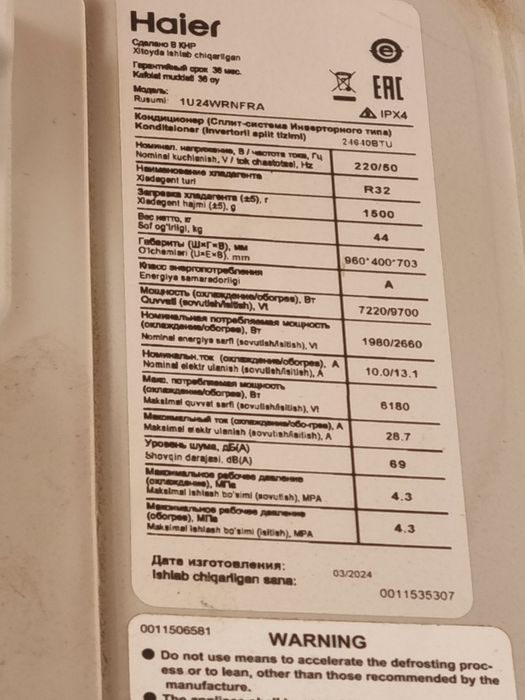 Haier
Сделано в КНР
Xitoyda ishlab chiqarilgan
Гарантийный срок 36 мес.
Kafolat muddati 36 oy
Модель:
Rusumi: 1U24WRNFRA
EAC
IPX4
Кондиционер (Сплит-система Инверторного типа)
Konditsioner (Invertorli split tizimi) 24640BTU
Номинал. напряжение, В / частота тока, Гц
Nominal kuchlanish, V / tok chastotasi, Hz 220/50
Наименование хладагента
Xladagent turi R32
Заправка хладагента (±5), г
Xladagent hajmi (±5), g 1500
Вес нетто, кг
Sof og'irligi, kg 44
Габариты (Ш×Г×В), мм
O'lchamlari (U×E×B), mm 960*400*703
Класс энергопотребления
Energiya samaradorligi A
Мощность (охлаждение/обогрев), Вт
Quvvati (sovutish/isitish), Vt 7220/9700
Номинальная потребляемая мощность
(охлаждение/обогрев), Вт
Nominal energiya sarfi (sovutish/isitish), Vt 1980/2660
Номинальн.ток (охлаждение/обогрев), А
Nominal elektr ulanish (sovutish/isitish), A 10.0/13.1
Макс. потребляемая мощность
(охлаждение/обогрев), Вт
Maksimal quvvat sarfi (sovutish/isitish), Vt 6180
Максимальный ток (охлаждение/обо-грев), А
Maksimal elektr ulanish (sovutish/isitish), A 28.7
Уровень шума, дБ(А)
Shovqin darajasi, dB(A) 69
Максимальное рабочее давление
(охлаждение), МПа
Maksimal ishlash bo'simi (sovutish), MPA 4.3
Максимальное рабочее давление
(обогрев), МПа
Maksimal ishlash bo'simi (isitish), MPA 4.3
Дата изготовления:
Ishlab chiqarilgan sana: 03/2024
0011535307
0011506581
WARNING
● Do not use means to accelerate the defrosting proc-
ess or to lean, other than those recommended by the
manufacture.